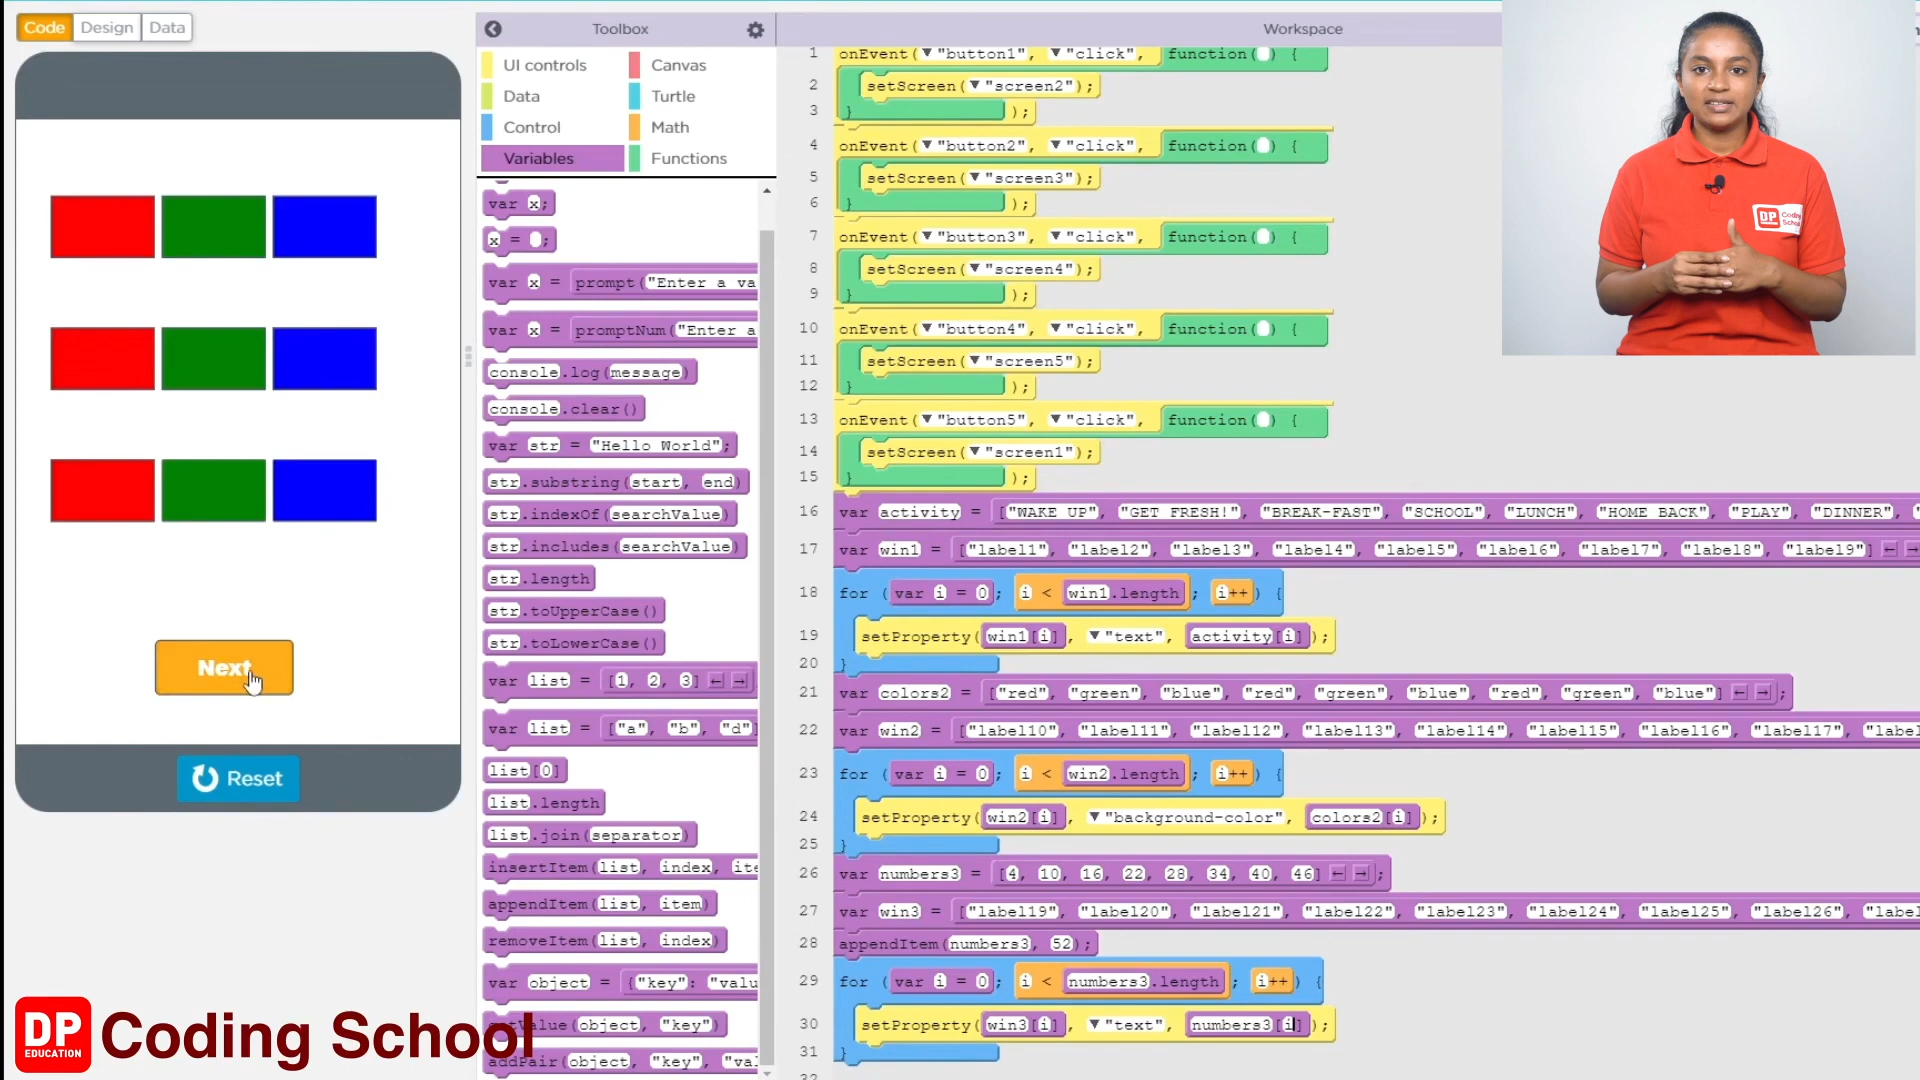 Code Design Data
Toolbox
Workspace
UI controls
Canvas
Data
Turtle
Control
Math
Variables
Functions
var x;
x = ;
var x = prompt("Enter a va
var x = promptNum("Enter a
console.log(message)
console.clear()
var str = "Hello World";
str.substring(start, end)
str.indexOf(searchValue)
str.includes(searchValue)
str.length
str.toUpperCase()
str.toLowerCase()
var list = [1, 2, 3]
var list = ["a", "b", "d"]
list[0]
list.length
list.join(separator)
insertItem(list, index, ite
appendItem(list, item)
removeItem(list, index)
var object = {"key": "valu
(object, "key")
addPair(object, "key", "val
Next
Reset
1 onEvent(▼"button1", ▼"click", function( ) {
2 setScreen(▼"screen2");
3 } );
4 onEvent(▼"button2", ▼"click", function( ) {
5 setScreen(▼"screen3");
6 } );
7 onEvent(▼"button3", ▼"click", function( ) {
8 setScreen(▼"screen4");
9 } );
10 onEvent(▼"button4", ▼"click", function( ) {
11 setScreen(▼"screen5");
12 } );
13 onEvent(▼"button5", ▼"click", function( ) {
14 setScreen(▼"screen1");
15 } );
16 var activity = ["WAKE UP", "GET FRESH!", "BREAK-FAST", "SCHOOL", "LUNCH", "HOME BACK", "PLAY", "DINNER", "
17 var win1 = ["label1", "label2", "label3", "label4", "label5", "label6", "label7", "label8", "label9"]
18 for (var i = 0; i < win1.length; i++) {
19 setProperty(win1[i], ▼"text", activity[i]);
20 }
21 var colors2 = ["red", "green", "blue", "red", "green", "blue", "red", "green", "blue"];
22 var win2 = ["label10", "label11", "label12", "label13", "label14", "label15", "label16", "label17", "label
23 for (var i = 0; i < win2.length; i++) {
24 setProperty(win2[i], ▼"background-color", colors2[i]);
25 }
26 var numbers3 = [4, 10, 16, 22, 28, 34, 40, 46];
27 var win3 = ["label19", "label20", "label21", "label22", "label23", "label24", "label25", "label26", "label
28 appendItem(numbers3, 52);
29 for (var i = 0; i < numbers3.length; i++) {
30 setProperty(win3[i], ▼"text", numbers3[i]);
31 }
32
DP Coding School
DP EDUCATION
Coding School